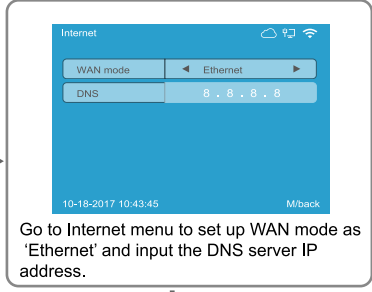 Internet
WAN mode ◄ Ethernet ►
DNS 8 . 8 . 8 . 8
10-18-2017 10:43:45 M/back
Go to Internet menu to set up WAN mode as
‘Ethernet’ and input the DNS server IP
address.